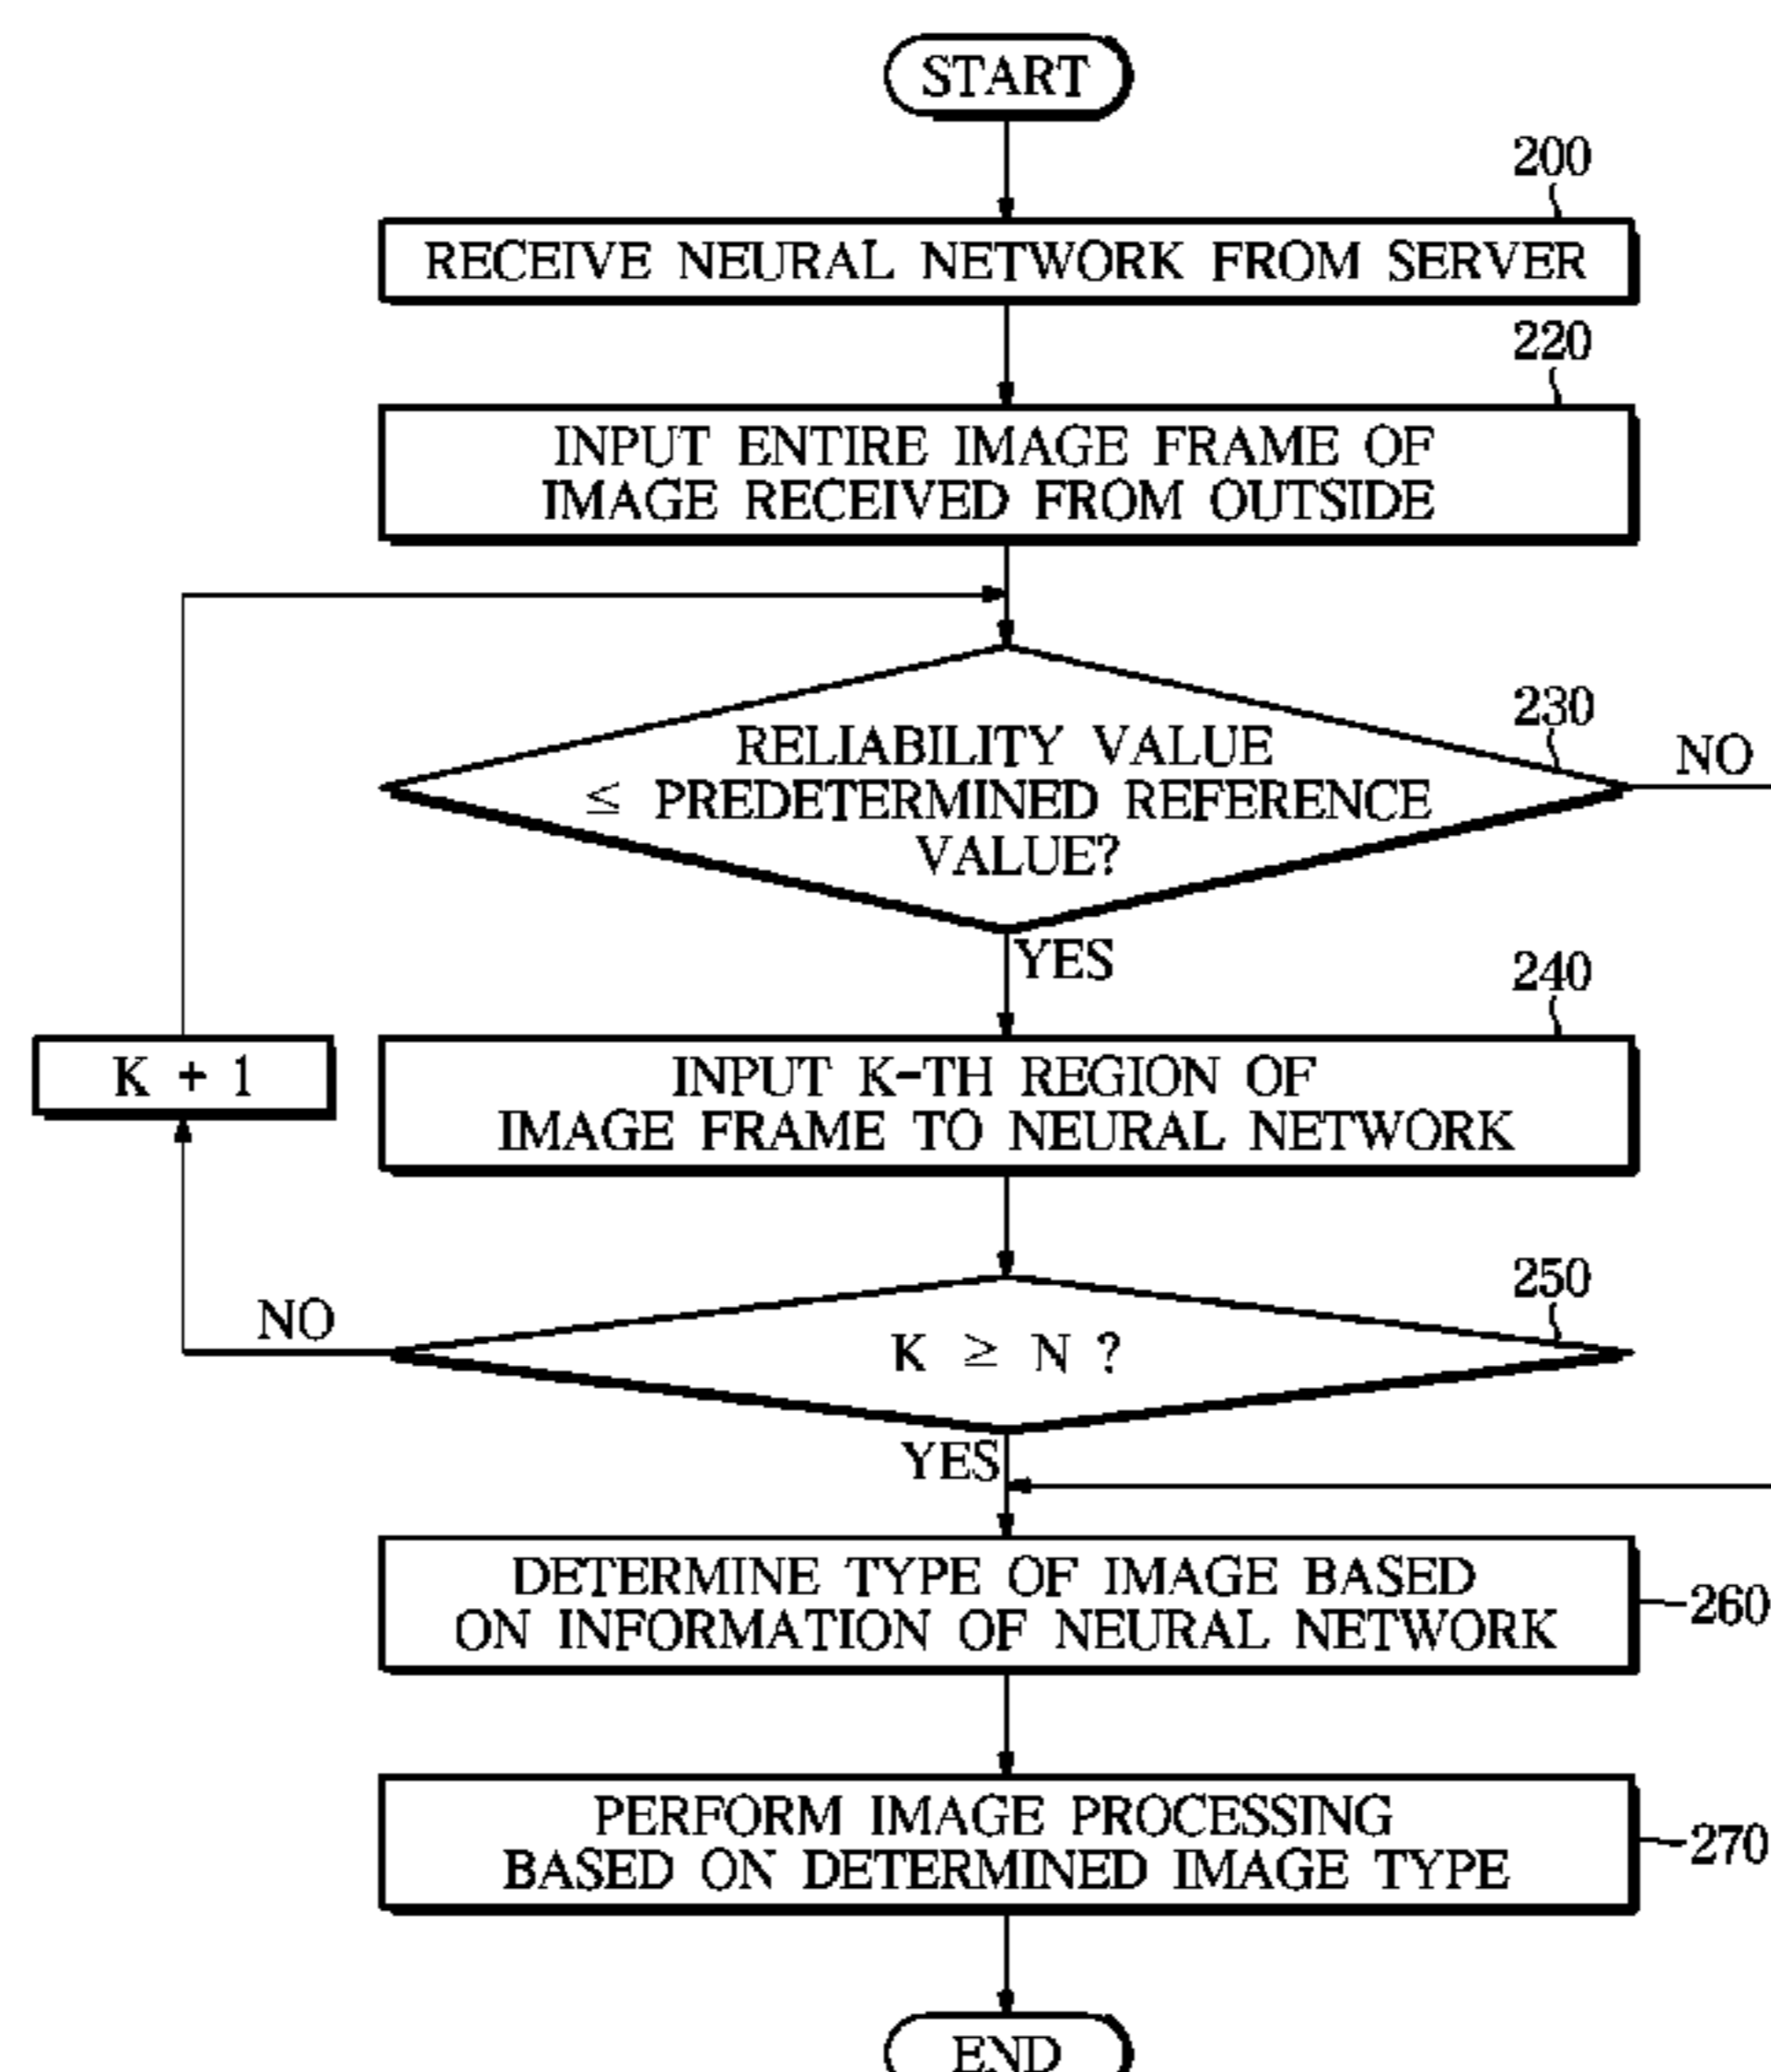 START
200
RECEIVE NEURAL NETWORK FROM SERVER
220
INPUT ENTIRE IMAGE FRAME OF
IMAGE RECEIVED FROM OUTSIDE
230
RELIABILITY VALUE
≤ PREDETERMINED REFERENCE
VALUE?
NO
YES
240
K + 1
INPUT K-TH REGION OF
IMAGE FRAME TO NEURAL NETWORK
250
NO
K ≥ N ?
YES
DETERMINE TYPE OF IMAGE BASED
ON INFORMATION OF NEURAL NETWORK
260
PERFORM IMAGE PROCESSING
BASED ON DETERMINED IMAGE TYPE
270
END